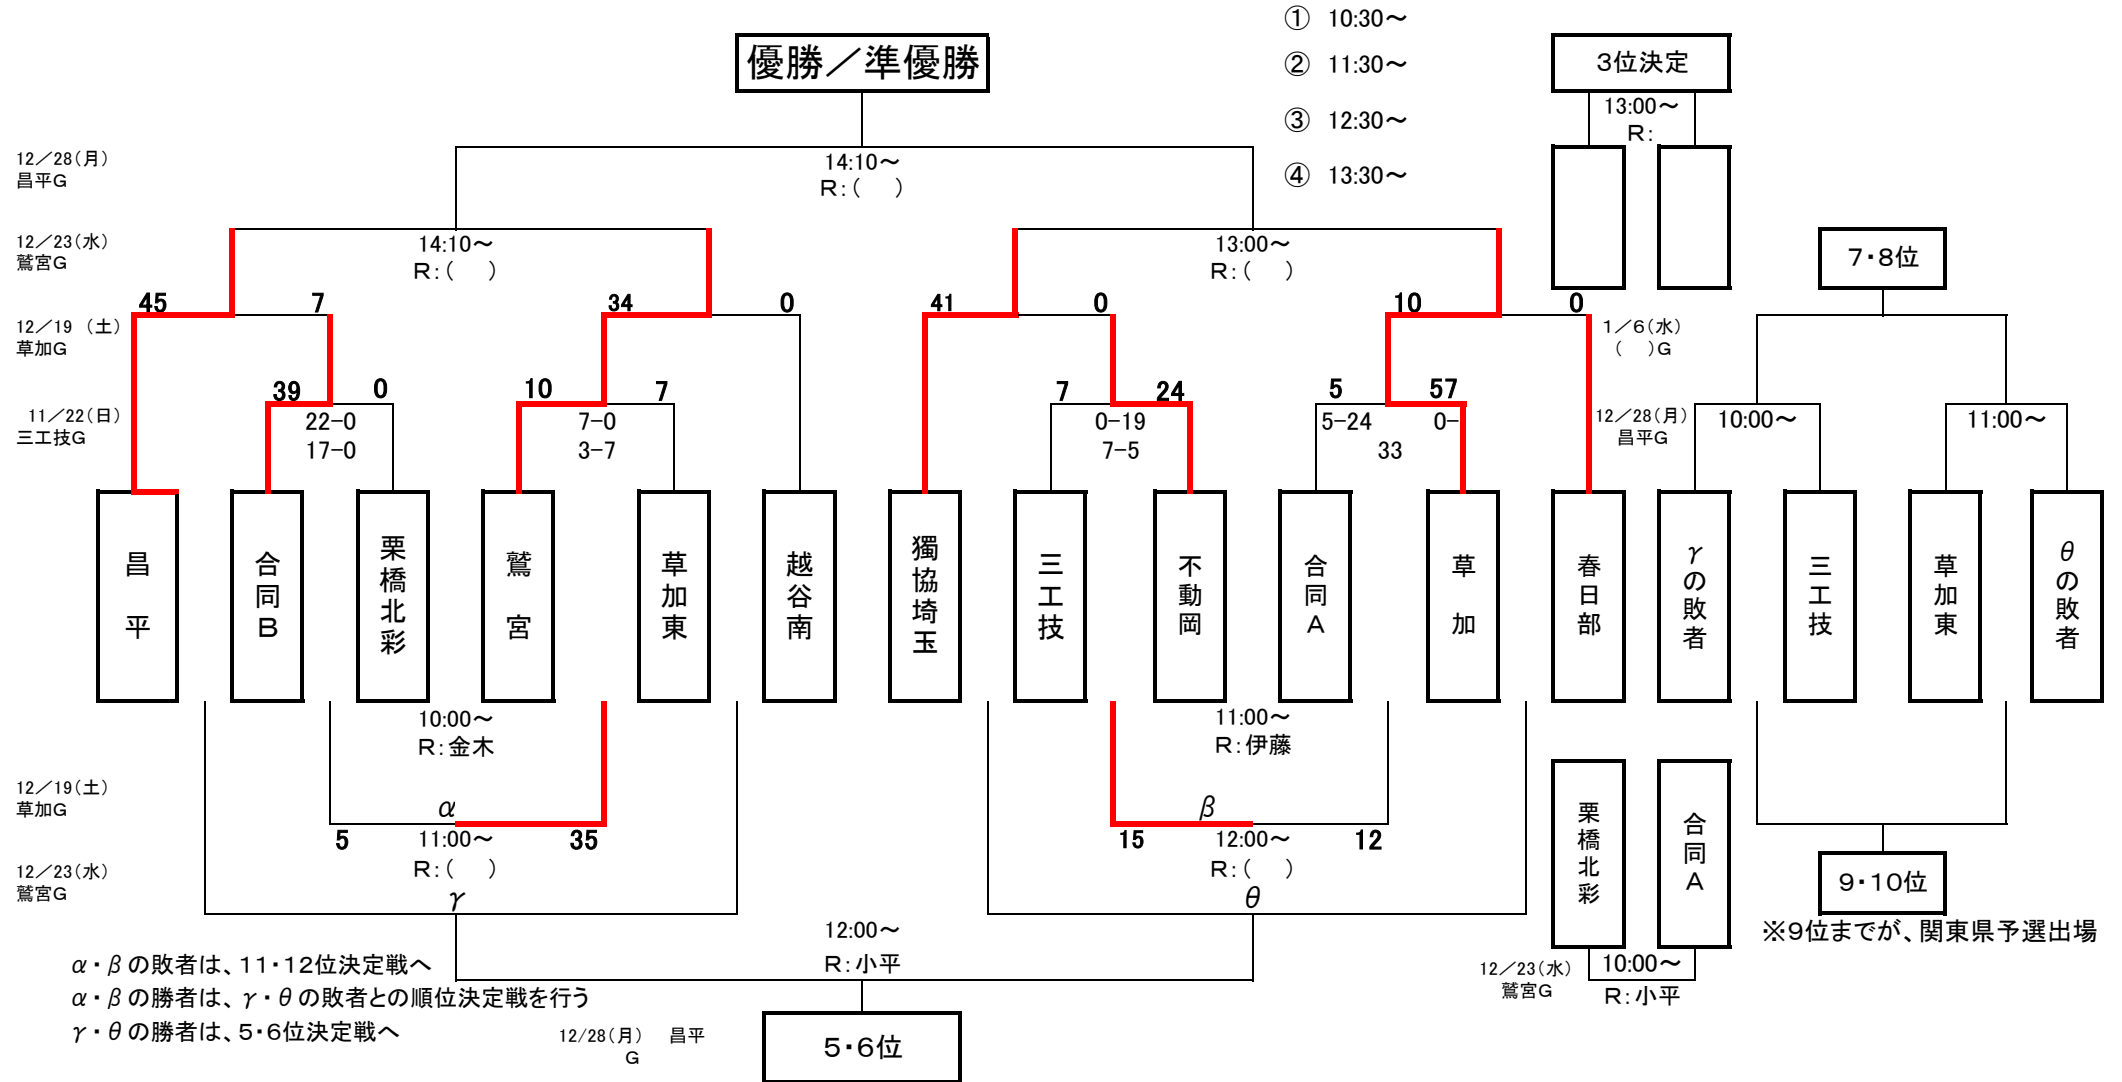 ① 10:30～
優勝／準優勝
② 11:30～
3位決定
13:00～
R:
③ 12:30～
12／28(月)
昌平G
14:10～
R:(　)
④ 13:30～
12／23(水)
鷲宮G
14:10～
R:(　)
13:00～
R:(　)
7・8位
45 7 34 0 41 0 10 0
12／19 (土)
草加G
1／6(水)
(　)G
39 0 10 7 7 24 5 57
11／22(日)
三工技G
22-0 7-0 0-19 5-24 0-
17-0 3-7 7-5 33
12／28(月)
昌平G
10:00～ 11:00～
昌平
合同B
栗橋北彩
鷲宮
草加東
越谷南
獨協埼玉
三工技
不動岡
合同A
草加
春日部
γの敗者
三工技
草加東
θの敗者
10:00～
R:金木
11:00～
R:伊藤
12／19(土)
草加G
α β
5 11:00～ 35 15 12:00～ 12
R:(　) R:(　)
12／23(水)
鷲宮G
γ θ
栗橋北彩
合同A
9・10位
※9位までが、関東県予選出場
12:00～
R:小平
12／23(水)
鷲宮G
10:00～
R:小平
α・βの敗者は、11・12位決定戦へ
α・βの勝者は、γ・θの敗者との順位決定戦を行う
γ・θの勝者は、5・6位決定戦へ
12/28(月)　昌平
G
5・6位